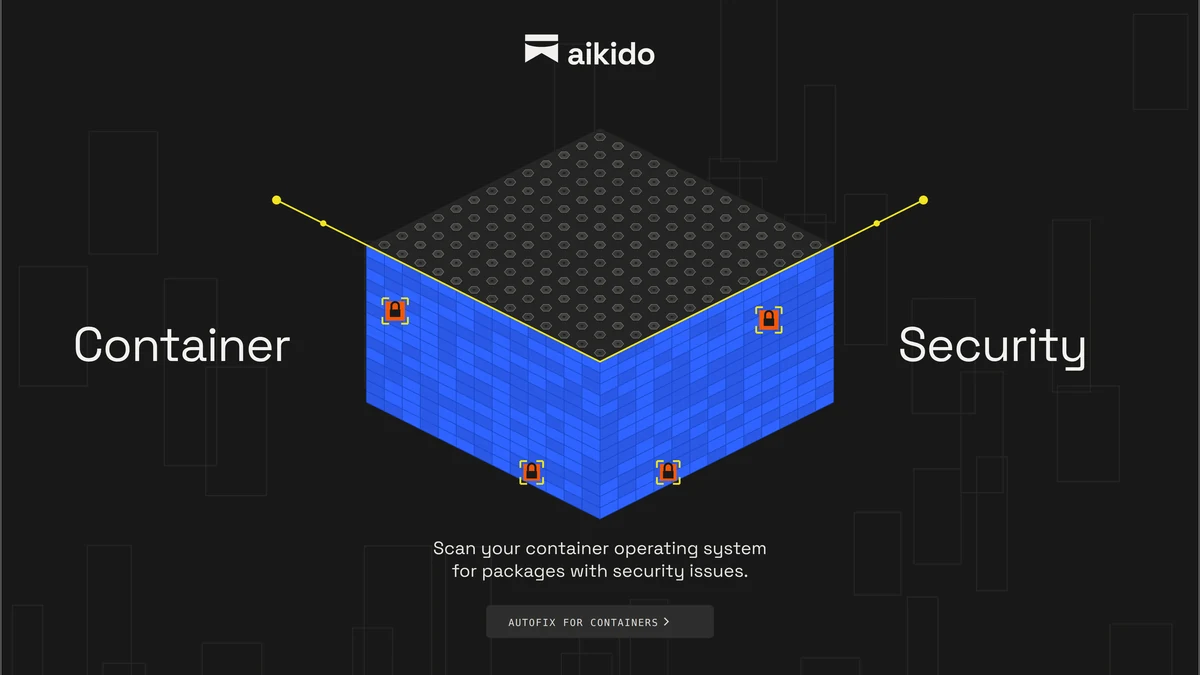 aikido
Container
Security
Scan your container operating system
for packages with security issues.
AUTOFIX FOR CONTAINERS >